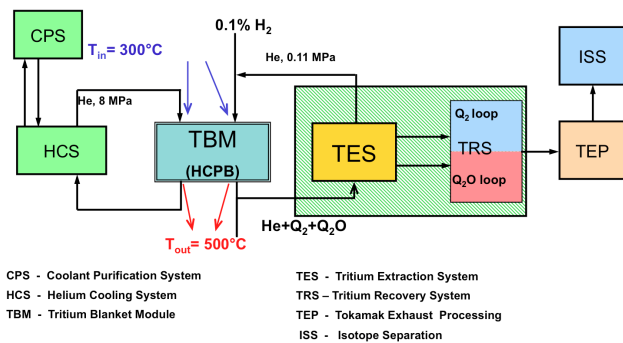 CPS
T_in= 300°C
0.1% H₂
He, 0.11 MPa
ISS
He, 8 MPa
HCS
TBM
(HCPB)
TES
Q₂ loop
TRS
Q₂O loop
TEP
He+Q₂+Q₂O
T_out= 500°C
CPS - Coolant Purification System
HCS - Helium Cooling System
TBM - Tritium Blanket Module
TES - Tritium Extraction System
TRS – Tritium Recovery System
TEP - Tokamak Exhaust Processing
ISS - Isotope Separation